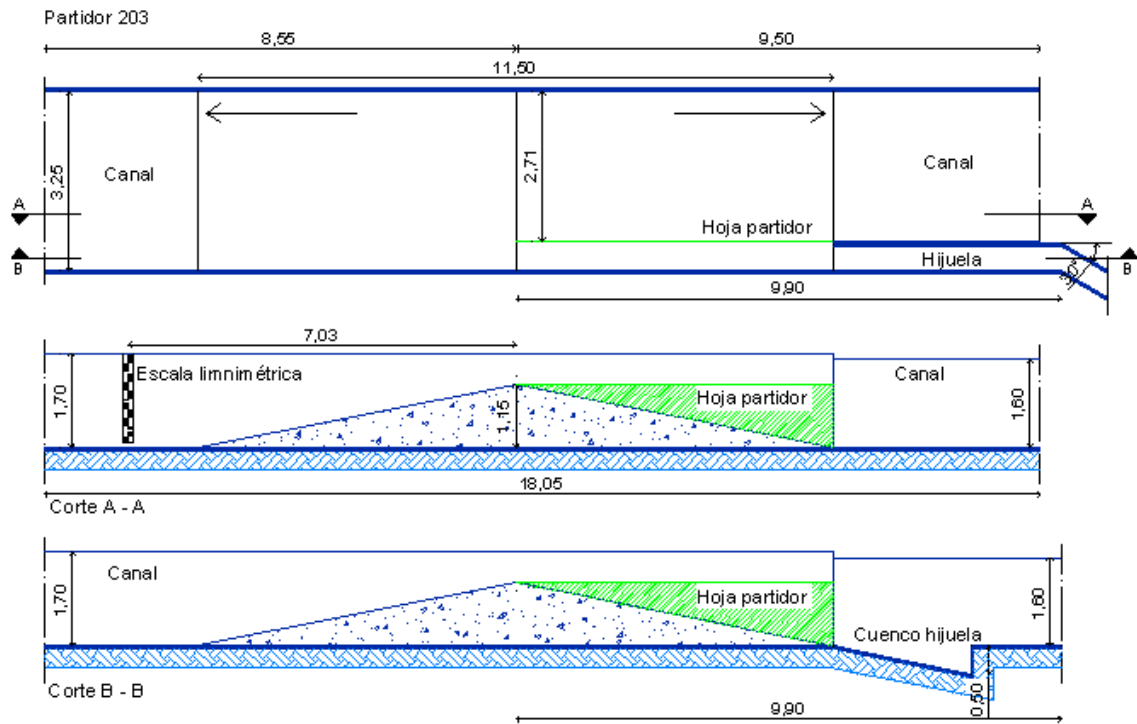 Partidor 203
8,55
9,50
11,50
3,25
Canal
2,71
Canal
A
A
Hoja partidor
B
Hijuela
B
30°
9,90
7,03
1,70
Escala limnimétrica
1,15
Hoja partidor
Canal
1,60
18,05
Corte A - A
1,70
Canal
Hoja partidor
1,60
Cuenco hijuela
0,50
Corte B - B
9,90